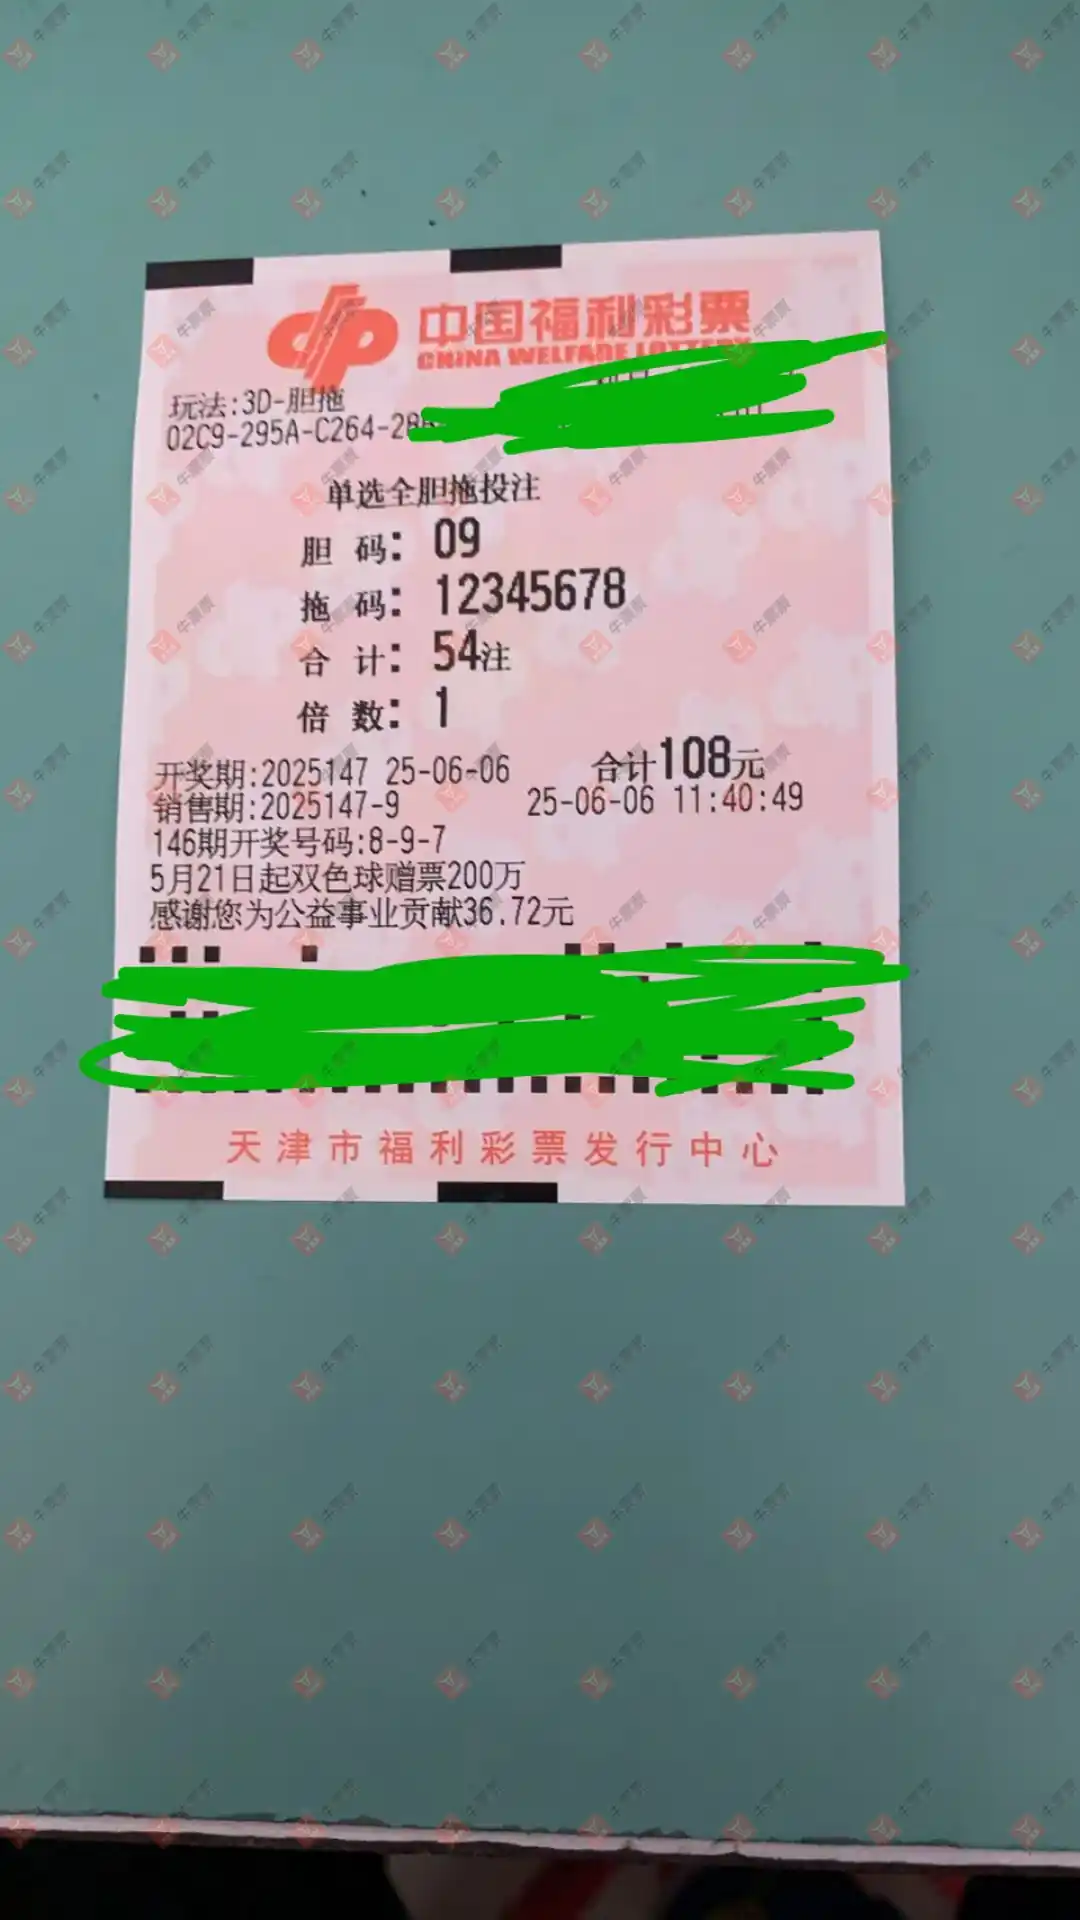 中国福利彩票
CHINA WELFARE LOTTERY
玩法:3D-胆拖
02C9-295A-C264-28
单选全胆拖投注
胆 码: 09
拖 码: 12345678
合 计: 54注
倍 数: 1
合计108元
开奖期:2025147 25-06-06
销售期:2025147-9 25-06-06 11:40:49
146期开奖号码:8-9-7
5月21日起双色球赠票200万
感谢您为公益事业贡献36.72元
天津市福利彩票发行中心
牛票票